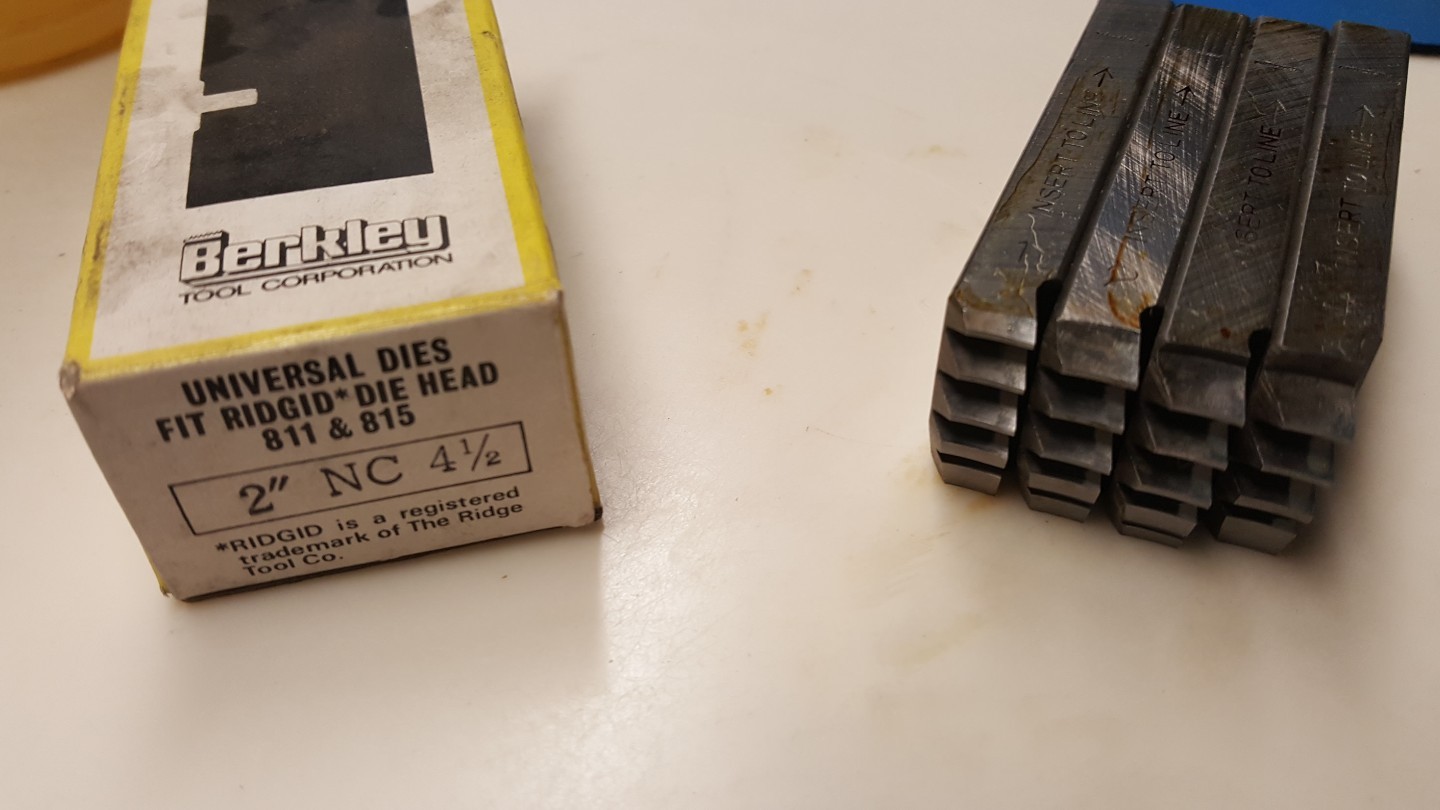 Berkley
TOOL CORPORATION
UNIVERSAL DIES
FIT RIDGID* DIE HEAD
811 & 815
2" NC 4½
*RIDGID is a registered
trademark of The Ridge
Tool Co.
INSERT TO LINE →
INSERT TO LINE →
INSERT TO LINE →
INSERT TO LINE →